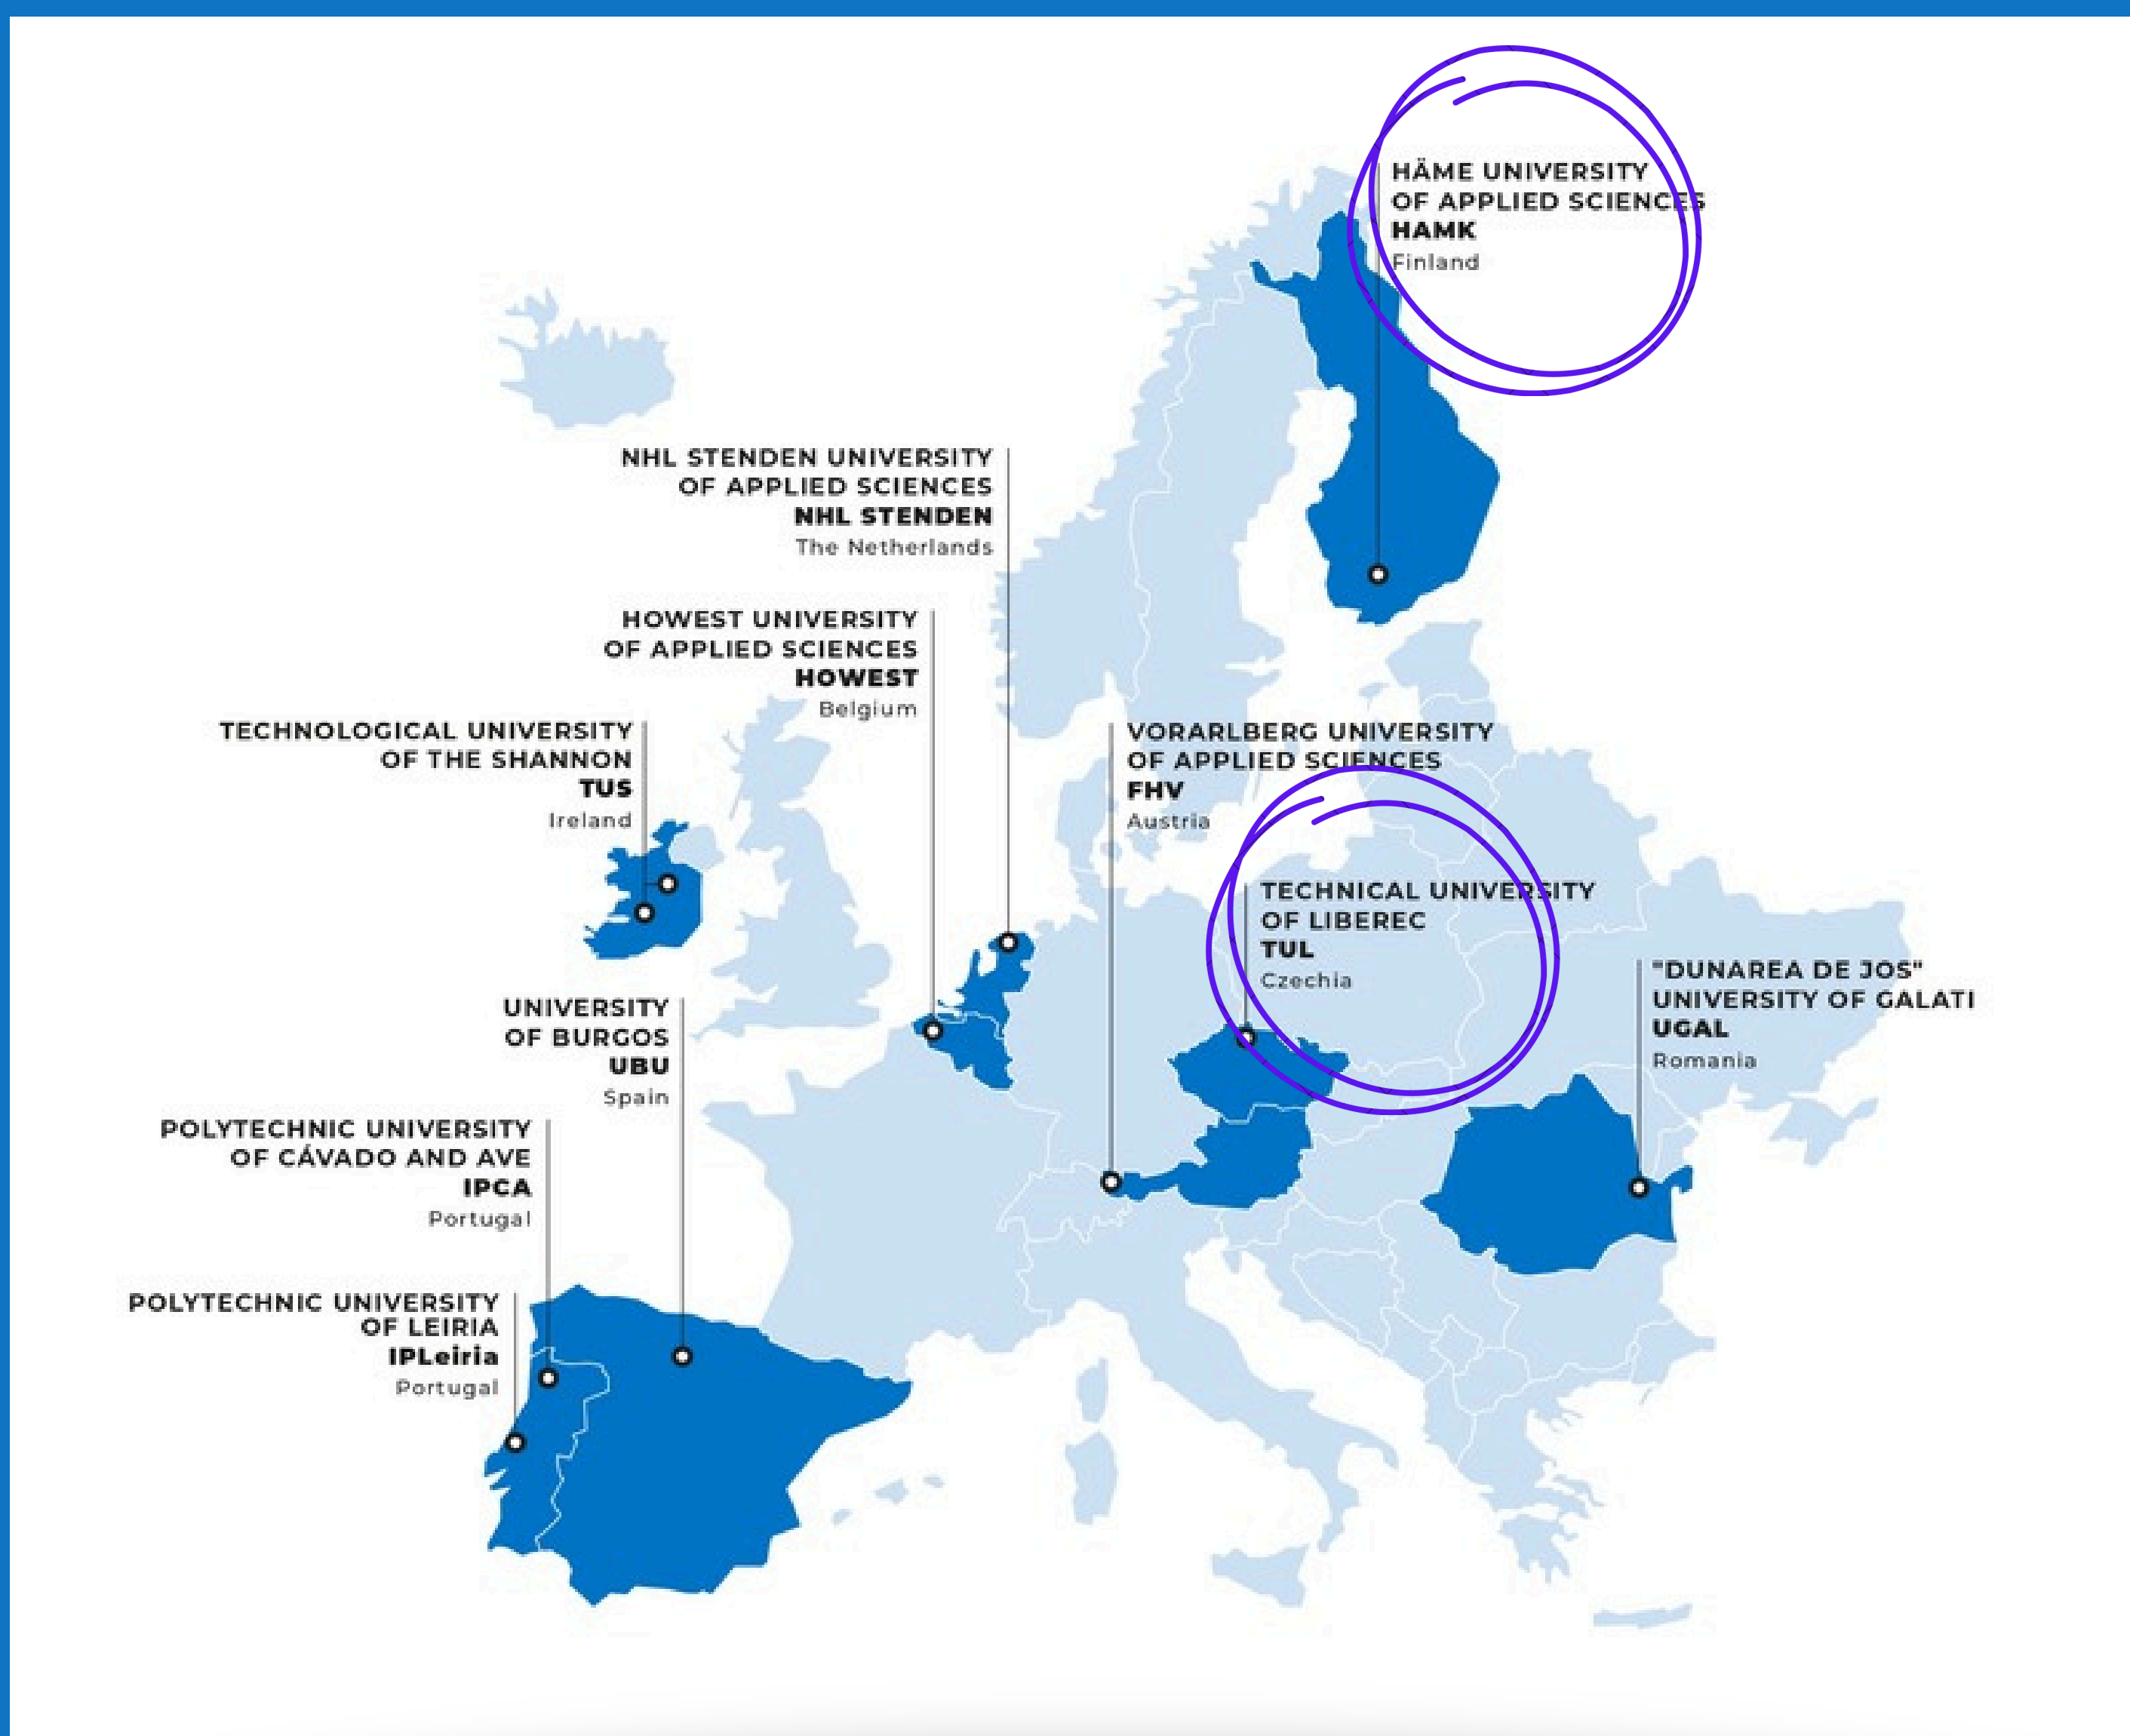 HÄME UNIVERSITY
OF APPLIED SCIENCES
HAMK
Finland
NHL STENDEN UNIVERSITY
OF APPLIED SCIENCES
NHL STENDEN
The Netherlands
HOWEST UNIVERSITY
OF APPLIED SCIENCES
HOWEST
Belgium
TECHNOLOGICAL UNIVERSITY
OF THE SHANNON
TUS
Ireland
VORARLBERG UNIVERSITY
OF APPLIED SCIENCES
FHV
Austria
TECHNICAL UNIVERSITY
OF LIBEREC
TUL
Czechia
"DUNAREA DE JOS"
UNIVERSITY OF GALATI
UGAL
Romania
UNIVERSITY
OF BURGOS
UBU
Spain
POLYTECHNIC UNIVERSITY
OF CÁVADO AND AVE
IPCA
Portugal
POLYTECHNIC UNIVERSITY
OF LEIRIA
IPLeiria
Portugal